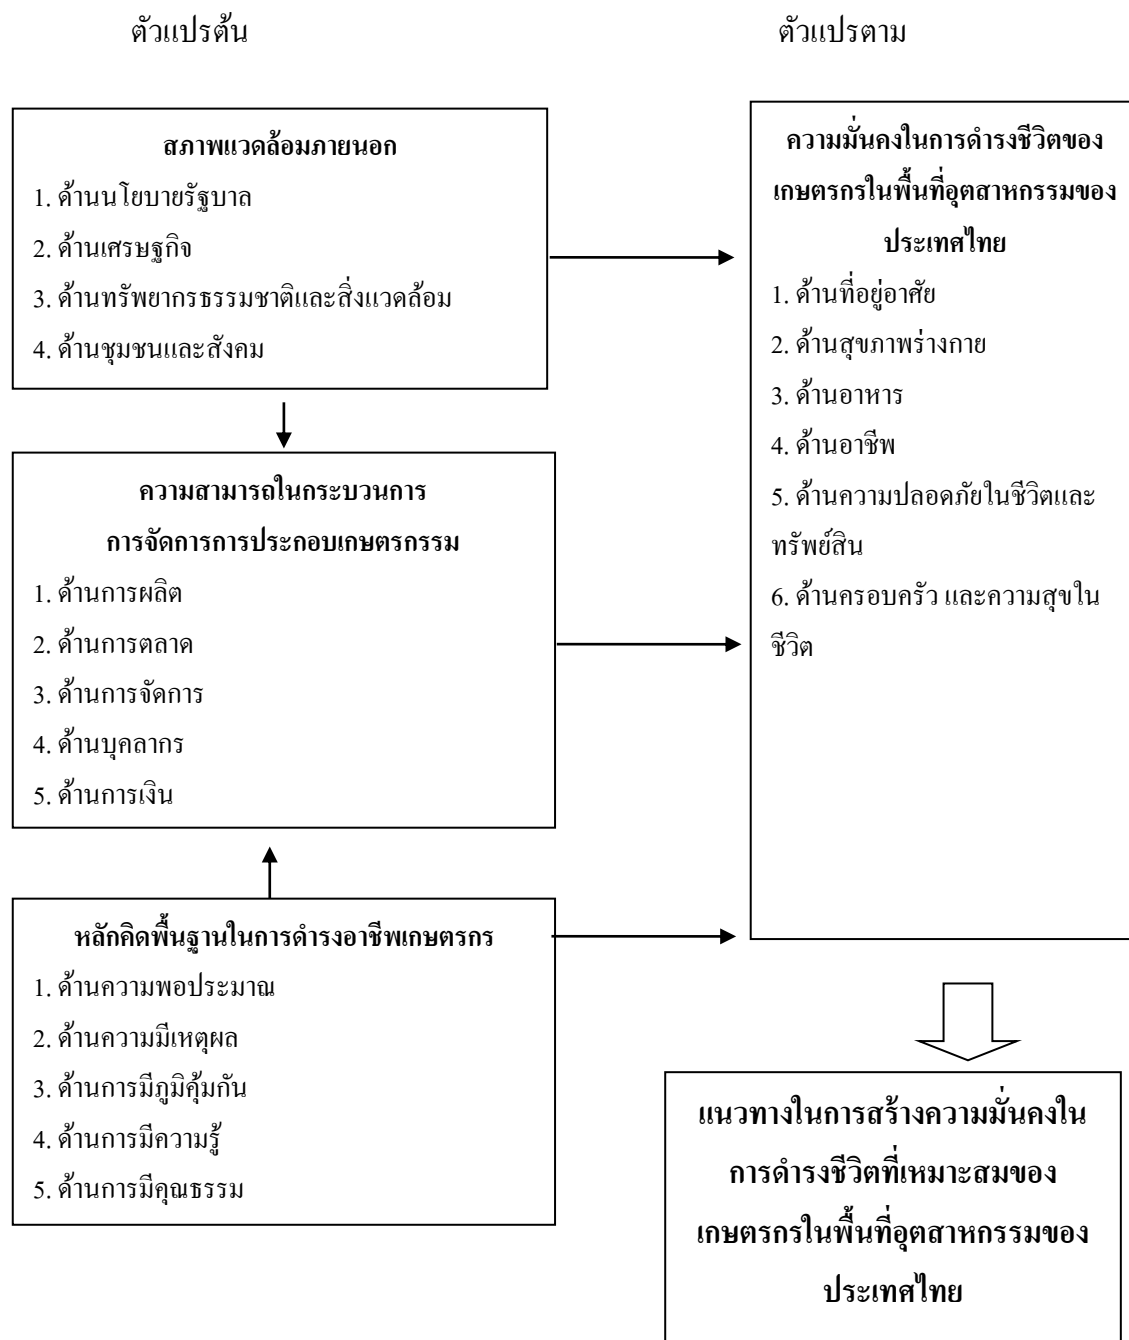 ตัวแปรต้น
ตัวแปรตาม
สภาพแวดล้อมภายนอก
1. ด้านนโยบายรัฐบาล
2. ด้านเศรษฐกิจ
3. ด้านทรัพยากรธรรมชาติและสิ่งแวดล้อม
4. ด้านชุมชนและสังคม
ความสามารถในกระบวนการ
การจัดการการประกอบเกษตรกรรม
1. ด้านการผลิต
2. ด้านการตลาด
3. ด้านการจัดการ
4. ด้านบุคลากร
5. ด้านการเงิน
หลักคิดพื้นฐานในการดำรงอาชีพเกษตรกร
1. ด้านความพอประมาณ
2. ด้านความมีเหตุผล
3. ด้านการมีภูมิคุ้มกัน
4. ด้านการมีความรู้
5. ด้านการมีคุณธรรม
ความมั่นคงในการดำรงชีวิตของ
เกษตรกรในพื้นที่อุตสาหกรรมของ
ประเทศไทย
1. ด้านที่อยู่อาศัย
2. ด้านสุขภาพร่างกาย
3. ด้านอาหาร
4. ด้านอาชีพ
5. ด้านความปลอดภัยในชีวิตและ
ทรัพย์สิน
6. ด้านครอบครัว และความสุขใน
ชีวิต
แนวทางในการสร้างความมั่นคงใน
การดำรงชีวิตที่เหมาะสมของ
เกษตรกรในพื้นที่อุตสาหกรรมของ
ประเทศไทย